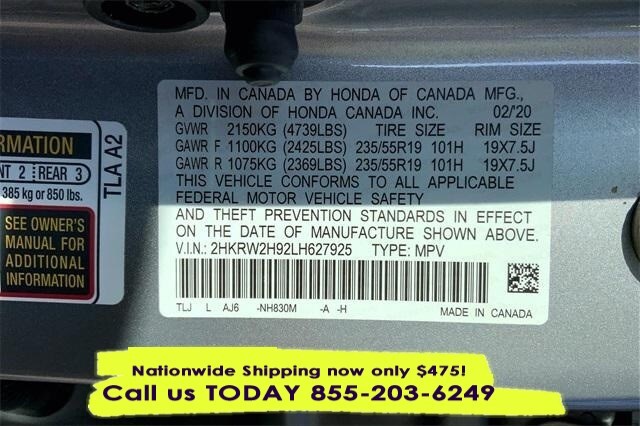 MFD. IN CANADA BY HONDA OF CANADA MFG.,
A DIVISION OF HONDA CANADA INC. 02/'20
GVWR 2150KG (4739LBS) TIRE SIZE RIM SIZE
GAWR F 1100KG (2425LBS) 235/55R19 101H 19X7.5J
GAWR R 1075KG (2369LBS) 235/55R19 101H 19X7.5J
THIS VEHICLE CONFORMS TO ALL APPLICABLE
FEDERAL MOTOR VEHICLE SAFETY
AND THEFT PREVENTION STANDARDS IN EFFECT
ON THE DATE OF MANUFACTURE SHOWN ABOVE.
V.I.N.: 2HKRW2H92LH627925 TYPE: MPV
TLJ L AJ6 -NH830M -A -H
MADE IN CANADA
2 REAR 3
385 kg or 850 lbs.
SEE OWNER'S
MANUAL FOR
ADDITIONAL
INFORMATION
TLA A2
Nationwide Shipping now only $475!
Call us TODAY 855-203-6249